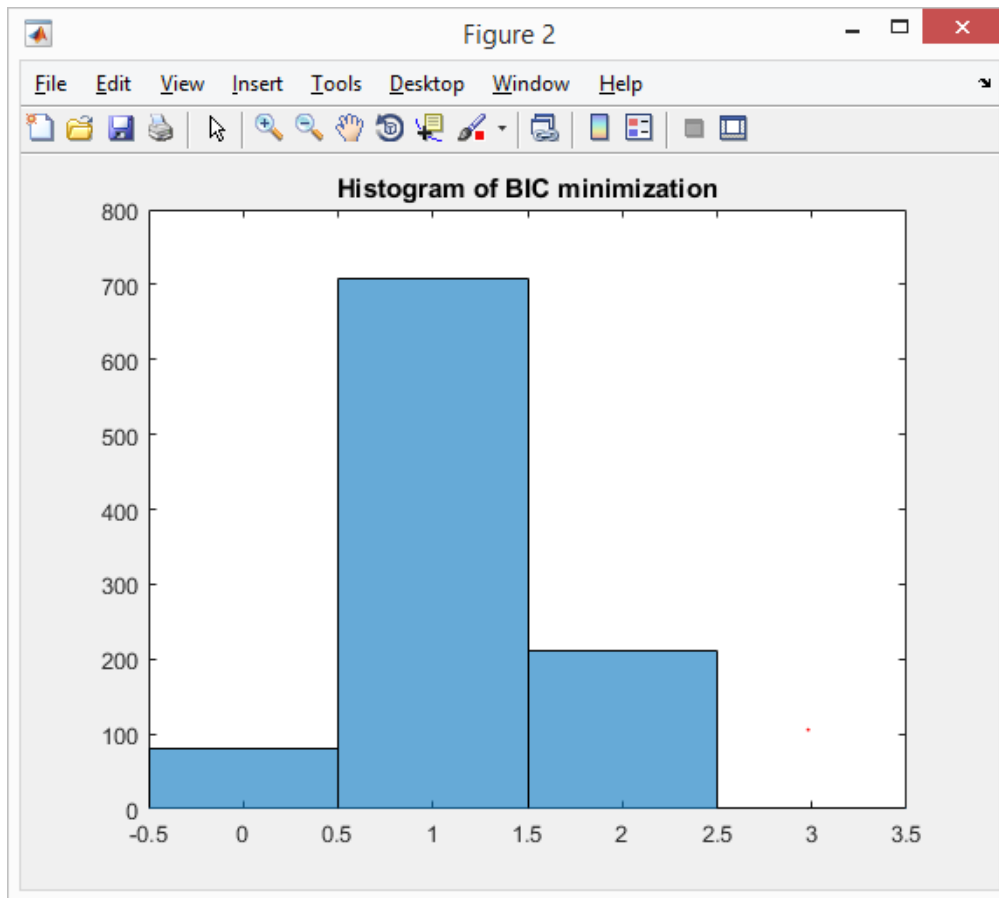 Figure 2
File Edit View Insert Tools Desktop Window Help
Histogram of BIC minimization
800
700
600
500
400
300
200
100
0
-0.5 0 0.5 1 1.5 2 2.5 3 3.5